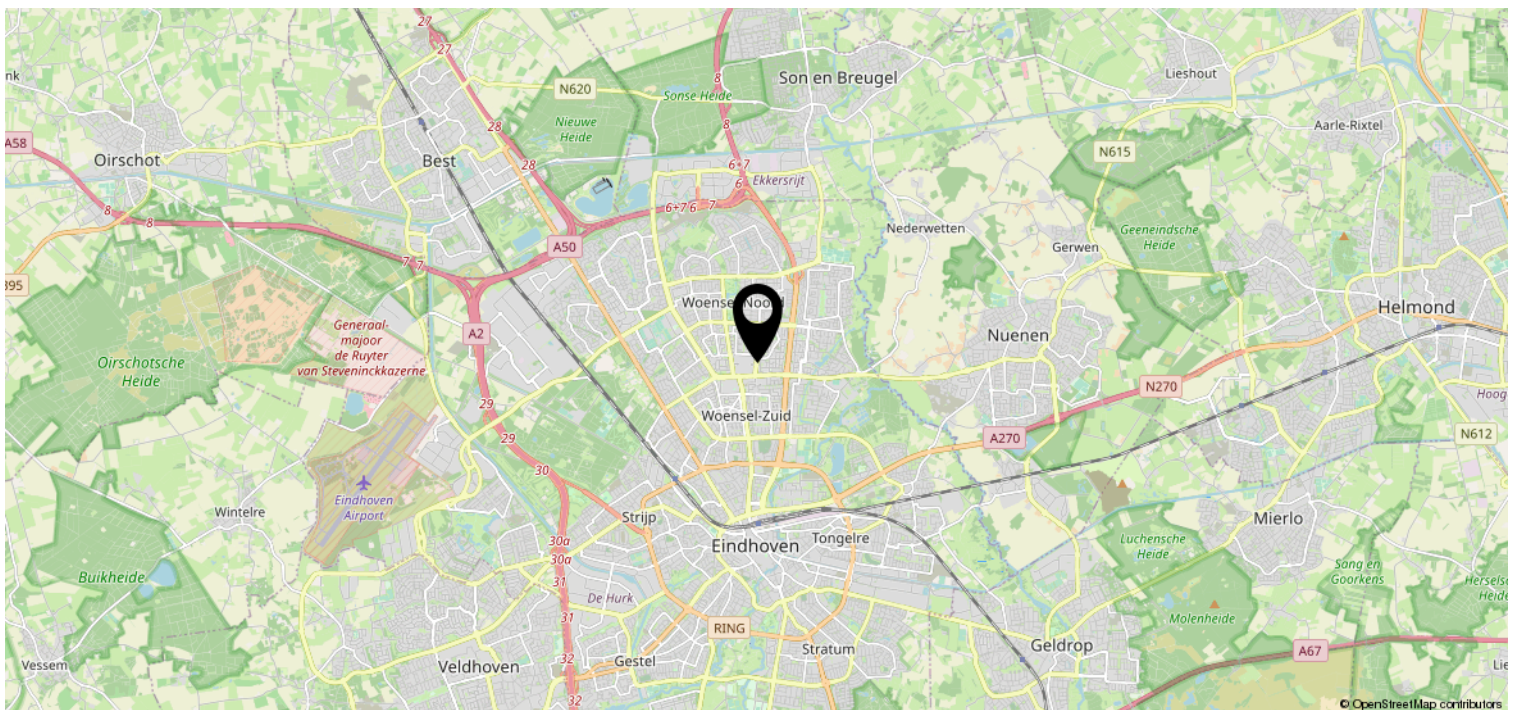 27
27
Son en Breugel
8
Lieshout
nk
N620
Sonse Heide
Nieuwe
Heide
28
8
Aarle-Rixtel
A58
Oirschot
Best
28
6+7
6
Ekkersrijt
N615
8
8
6+7
6
7
Nederwetten
Geeneindsche
Heide
Gerwen
A50
7
7
395
Woensel-Noord
Helmond
Generaal-
majoor
de Ruyter
van Steveninckkazerne
A2
Nuenen
Oirschotsche
Heide
N270
29
Hoog
Woensel-Zuid
29
A270
N612
30
Eindhoven
Airport
Wintelre
Strijp
Mierlo
Eindhoven
Tongelre
30a
30a
Luchensche
Heide
Buikheide
31
Sang en
Goorkens
Herselse
Heide
De Hurk
31
Molenheide
RING
Geldrop
Stratum
A67
Vessem
Veldhoven
32
Gestel
Lie
32
© OpenStreetMap contributors